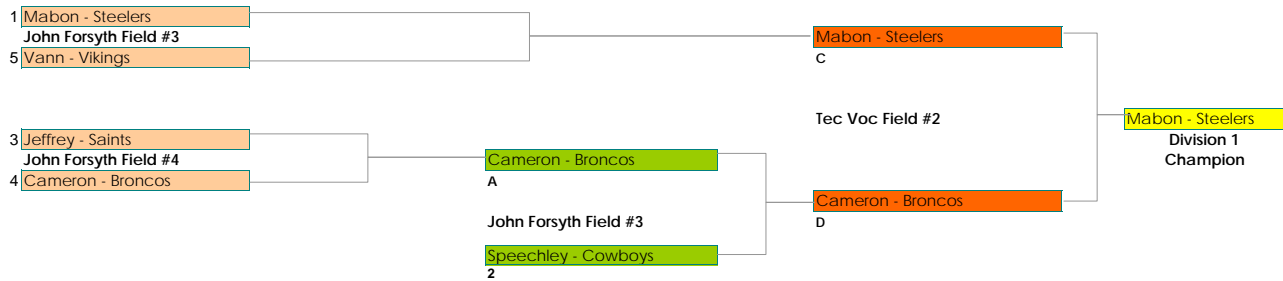 1 Mabon - Steelers
John Forsyth Field #3
5 Vann - Vikings
Mabon - Steelers
C
Tec Voc Field #2
Mabon - Steelers
Division 1
Champion
3 Jeffrey - Saints
John Forsyth Field #4
4 Cameron - Broncos
Cameron - Broncos
A
John Forsyth Field #3
Speechley - Cowboys
2
Cameron - Broncos
D